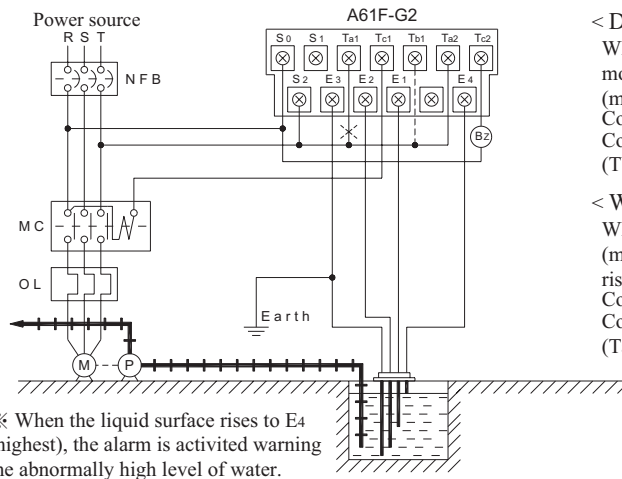 A61F-G2
Power source
R S T
NFB
S0 S1 Ta1 Tc1 Tb1 Ta2 Tc2
S2 E3 E2 E1 E4
Bz
MC
OL
Earth
M P
※ When the liquid surface rises to E4
highest), the alarm is activited warning
he abnormally high level of water.
< D
W
mo
(m
Co
Co
(T
< W
W
(m
ris
Co
Co
(T